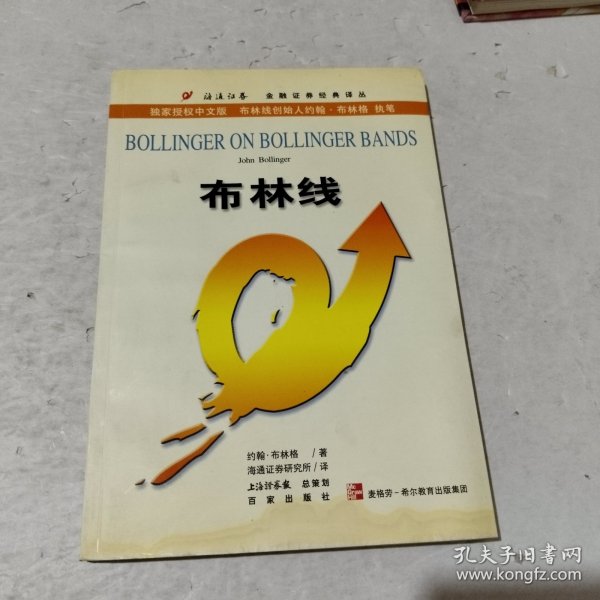 海通证券 金融证券经典译丛
独家授权中文版 布林线创始人约翰·布林格 执笔
BOLLINGER ON BOLLINGER BANDS
John Bollinger
布林线
约翰·布林格 / 著
海通证券研究所 / 译
上海证券报 总策划
百家出版社
Mc Graw Hill 麦格劳-希尔教育出版集团
孔夫子旧书网
www.kongfz.com